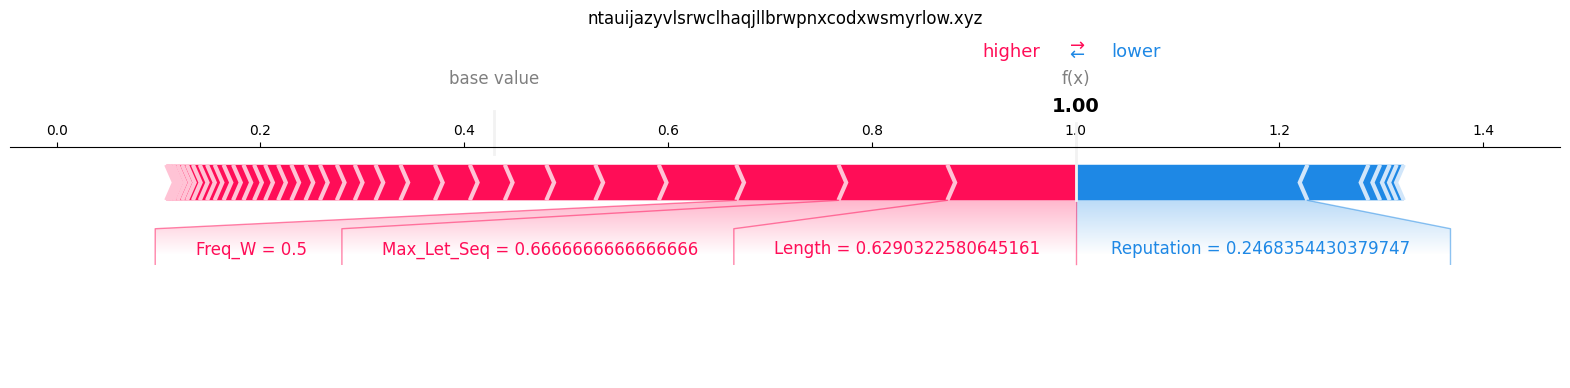 ntauijazyvlsrwclhaqjllbrwpnxcodxwsmyrlow.xyz
higher ⇄ lower
base value f(x)
1.00
0.0 0.2 0.4 0.6 0.8 1.0 1.2 1.4
Freq_W = 0.5 Max_Let_Seq = 0.6666666666666666 Length = 0.6290322580645161 Reputation = 0.2468354430379747